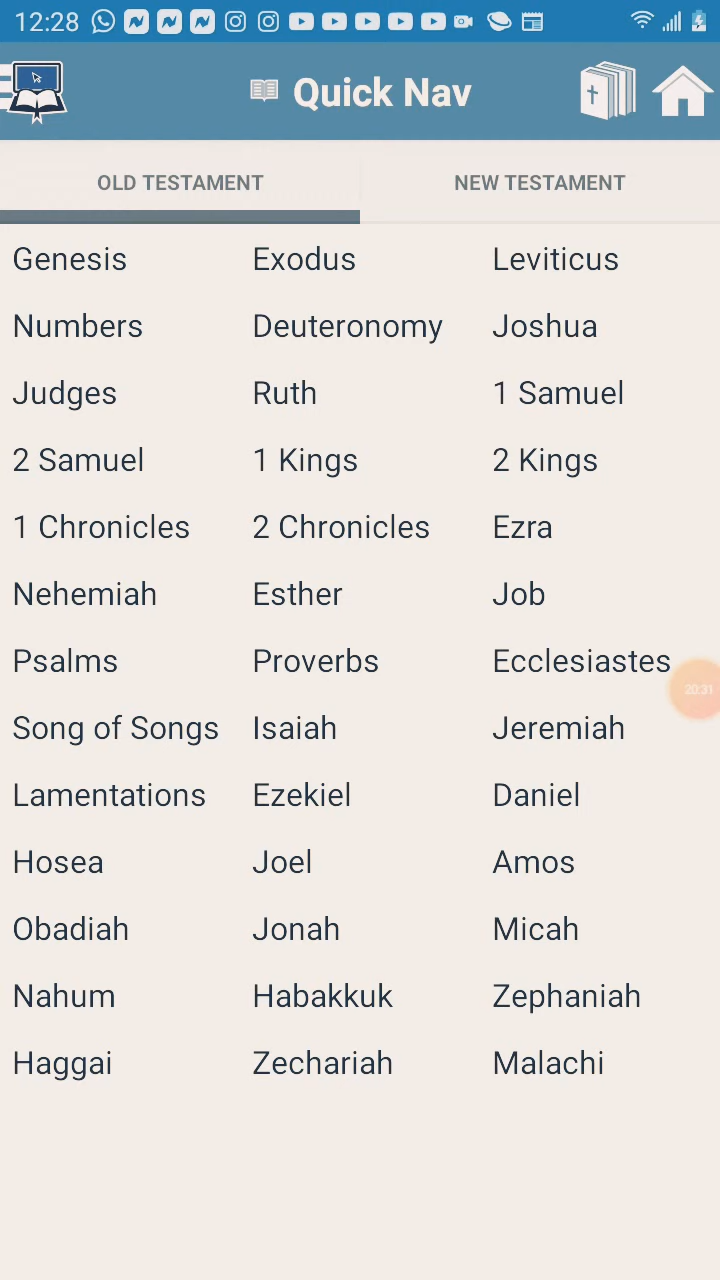 12:28
Quick Nav
OLD TESTAMENT NEW TESTAMENT
Genesis Exodus Leviticus
Numbers Deuteronomy Joshua
Judges Ruth 1 Samuel
2 Samuel 1 Kings 2 Kings
1 Chronicles 2 Chronicles Ezra
Nehemiah Esther Job
Psalms Proverbs Ecclesiastes
20:31
Song of Songs Isaiah Jeremiah
Lamentations Ezekiel Daniel
Hosea Joel Amos
Obadiah Jonah Micah
Nahum Habakkuk Zephaniah
Haggai Zechariah Malachi